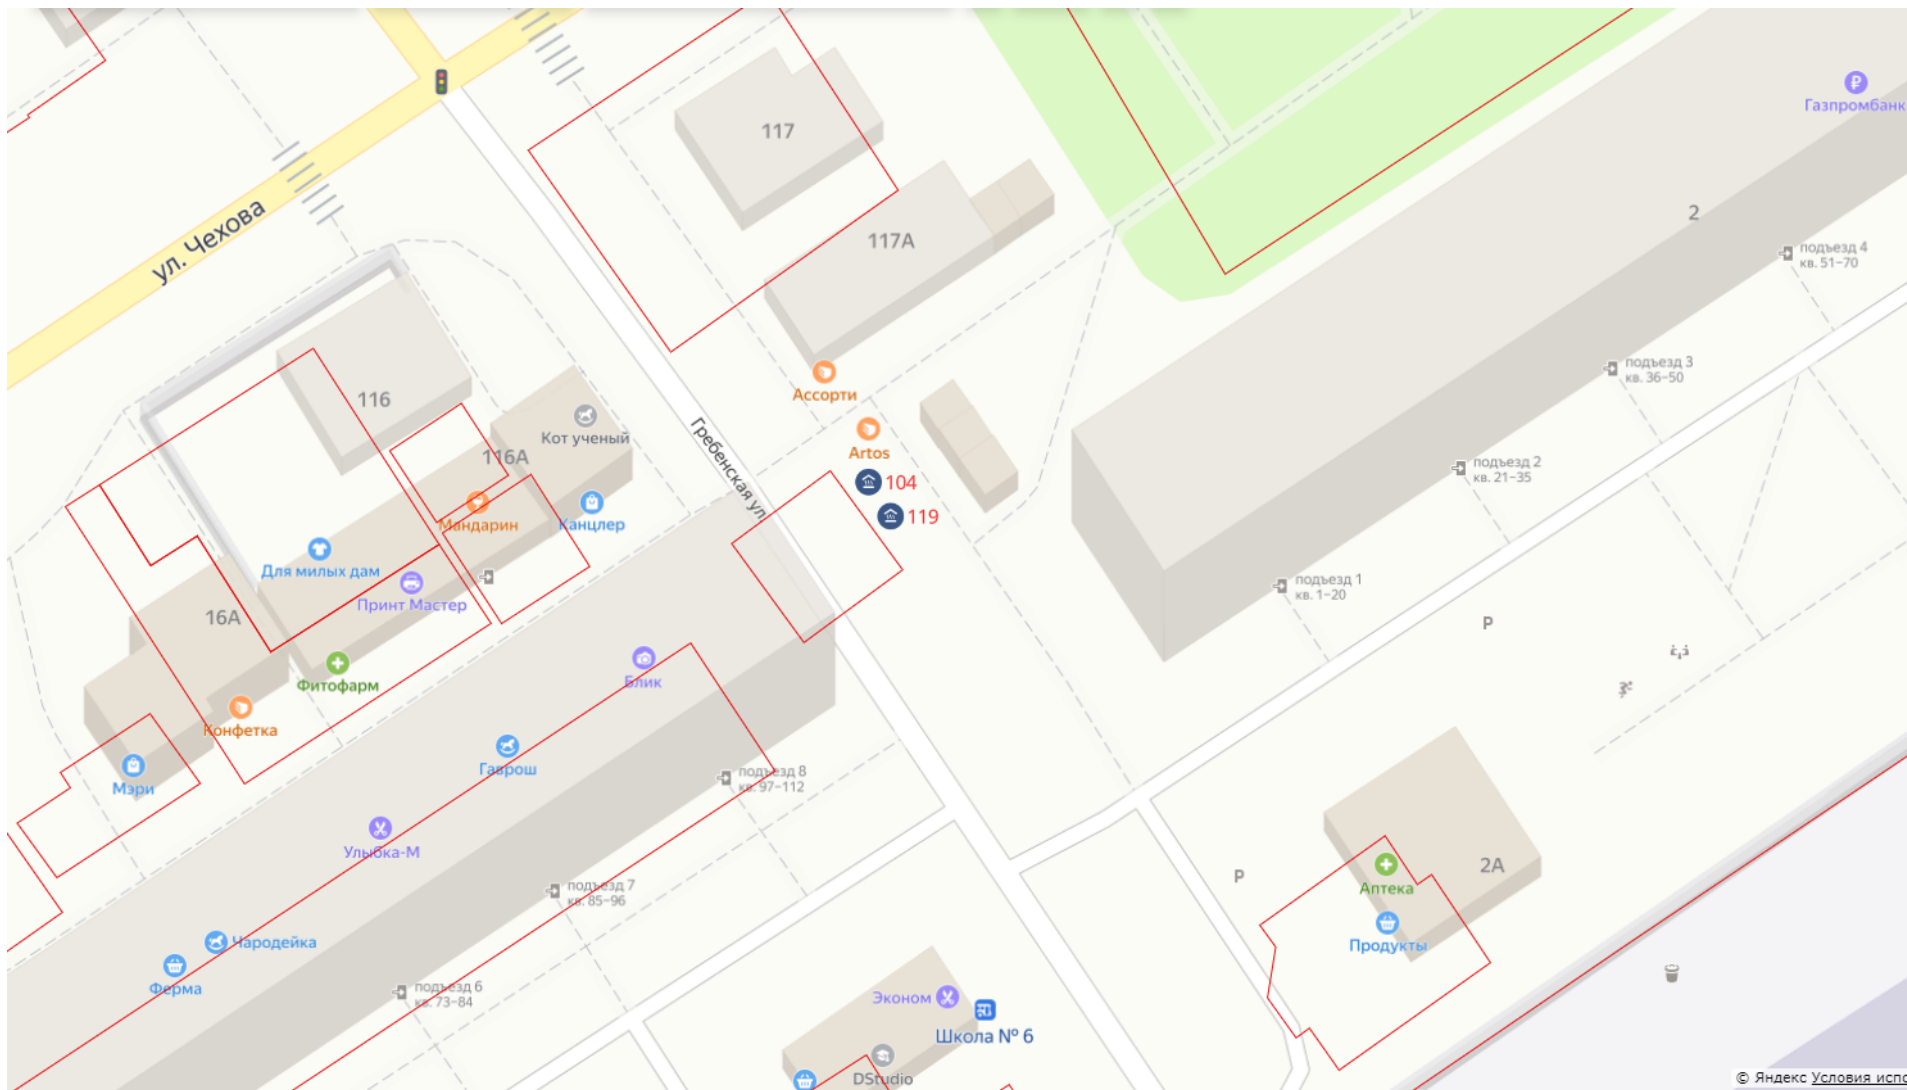 Газпромбанк
117
ул. Чехова
2
117А
подъезд 4
кв. 51–70
подъезд 3
кв. 36–50
Ассорти
116
Кот ученый
Гребенская ул.
116А
Artos
подъезд 2
кв. 21–35
104
Мандарин
Канцлер
119
Для милых дам
подъезд 1
кв. 1–20
Принт Мастер
16А
P
Фитофарм
Блик
Конфетка
Гаврош
подъезд 8
кв. 97–112
Мэри
Улыбка-М
2А
P
Аптека
подъезд 7
кв. 85–96
Чародейка
Продукты
Ферма
подъезд 6
кв. 73–84
Эконом
Школа № 6
DStudio
© Яндекс Условия испо